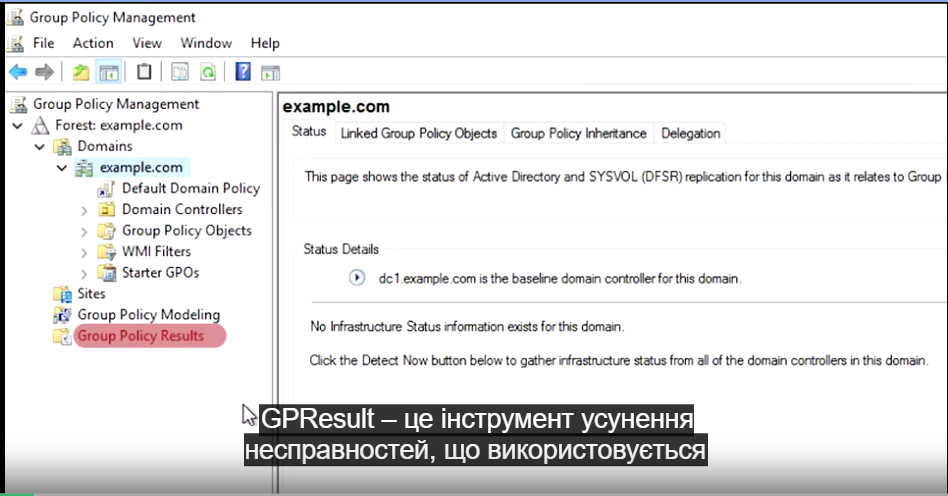 Group Policy Management
File Action View Window Help
Group Policy Management
Forest: example.com
Domains
example.com
Default Domain Policy
Domain Controllers
Group Policy Objects
WMI Filters
Starter GPOs
Sites
Group Policy Modeling
Group Policy Results
example.com
Status Linked Group Policy Objects Group Policy Inheritance Delegation
This page shows the status of Active Directory and SYSVOL (DFSR) replication for this domain as it relates to Group
Status Details
dc1.example.com is the baseline domain controller for this domain.
No Infrastructure Status information exists for this domain.
Click the Detect Now button below to gather infrastructure status from all of the domain controllers in this domain.
GPResult – це інструмент усунення
несправностей, що використовується